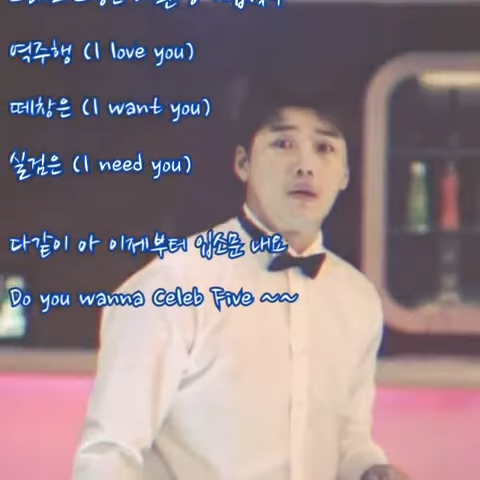 역주행 (I love you)
떼창은 (I want you)
실검은 (I need you)
다같이 아 이제부터 입소문 내요
Do you wanna Celeb Five ~~